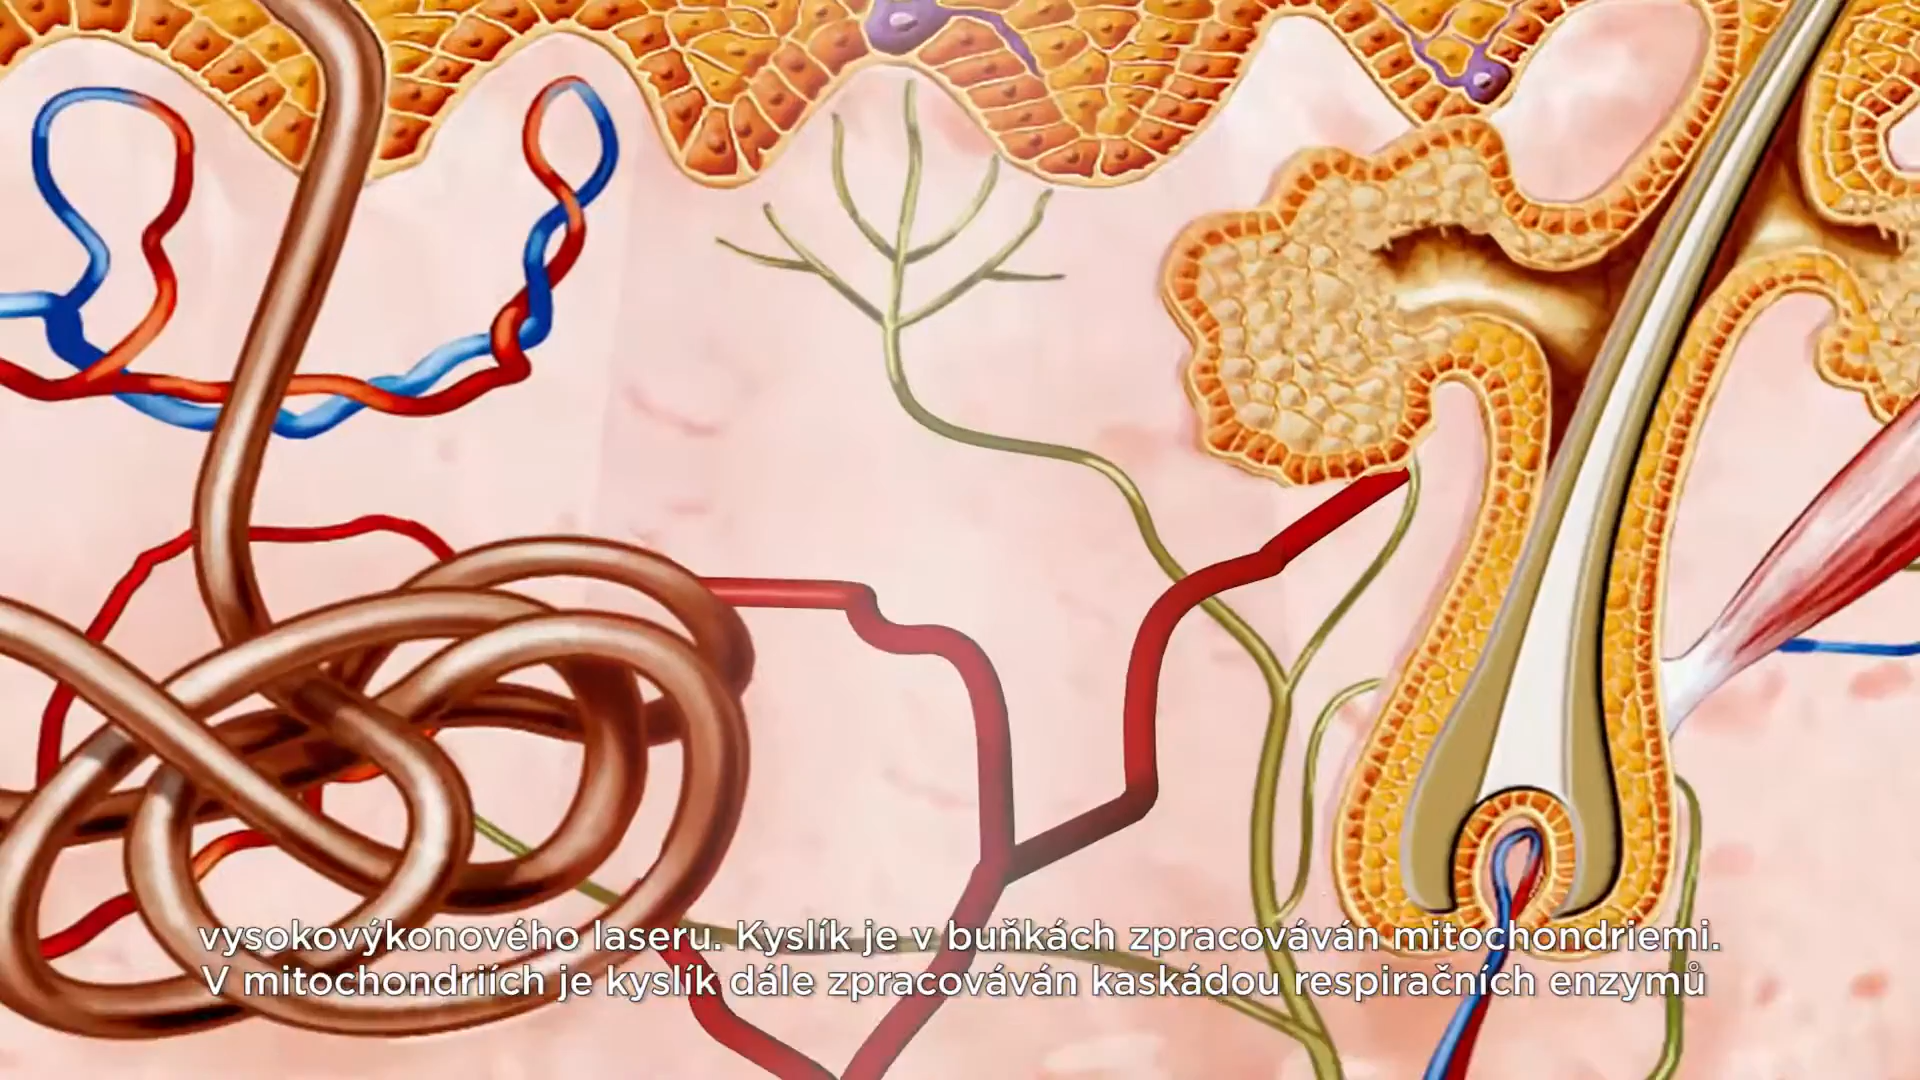 vysokovýkonového laseru. Kyslík je v buňkách zpracováván mitochondriemi.
V mitochondriích je kyslík dále zpracováván kaskádou respiračních enzymů